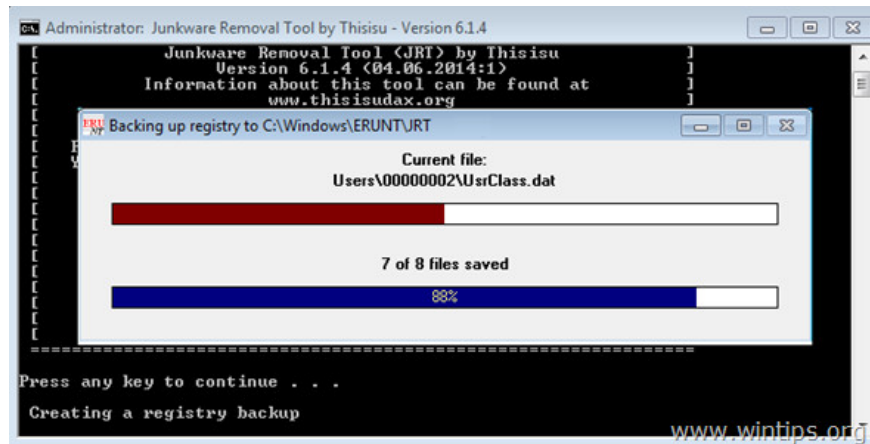 Administrator: Junkware Removal Tool by Thisisu - Version 6.1.4
[ Junkware Removal Tool (JRT) by Thisisu ]
[ Version 6.1.4 (04.06.2014:1) ]
[ Information about this tool can be found at ]
[ www.thisisudax.org ]
ERU NT Backing up registry to C:\Windows\ERUNT\JRT
Current file:
Users\00000002\UsrClass.dat
7 of 8 files saved
88%
Press any key to continue . . .
Creating a registry backup
www.wintips.org